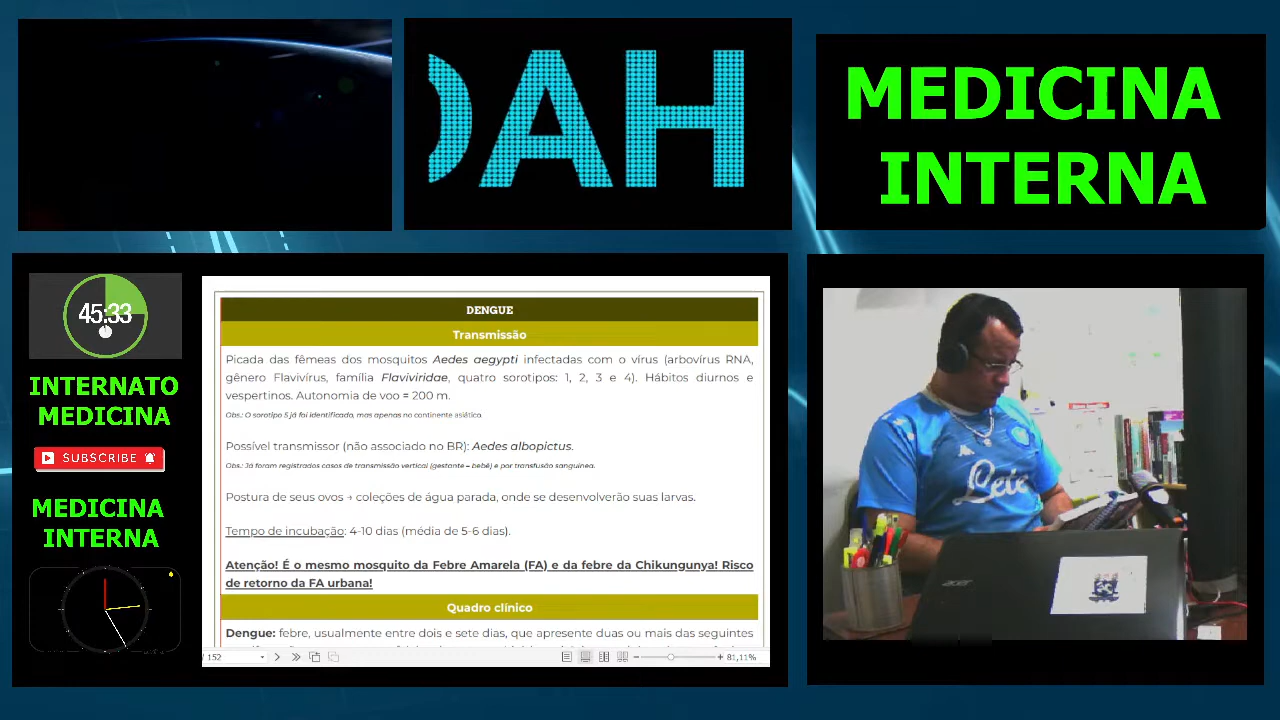 DAH
MEDICINA
INTERNA
45:33
INTERNATO
MEDICINA
SUBSCRIBE
MEDICINA
INTERNA
DENGUE
Transmissão
Picada das fêmeas dos mosquitos Aedes aegypti infectadas com o vírus (arbovírus RNA,
gênero Flavivírus, família Flaviviridae, quatro sorotipos: 1, 2, 3 e 4). Hábitos diurnos e
vespertinos. Autonomia de voo = 200 m.
Obs.: O sorotipo 5 já foi identificado, mas apenas no continente asiático.
Possível transmissor (não associado no BR): Aedes albopictus.
Obs.: Já foram registrados casos de transmissão vertical (gestante – bebê) e por transfusão sanguínea.
Postura de seus ovos → coleções de água parada, onde se desenvolverão suas larvas.
Tempo de incubação: 4-10 dias (média de 5-6 dias).
Atenção! É o mesmo mosquito da Febre Amarela (FA) e da febre da Chikungunya! Risco
de retorno da FA urbana!
Quadro clínico
Dengue: febre, usualmente entre dois e sete dias, que apresente duas ou mais das seguintes
/ 152
81,11%
Lete
acer